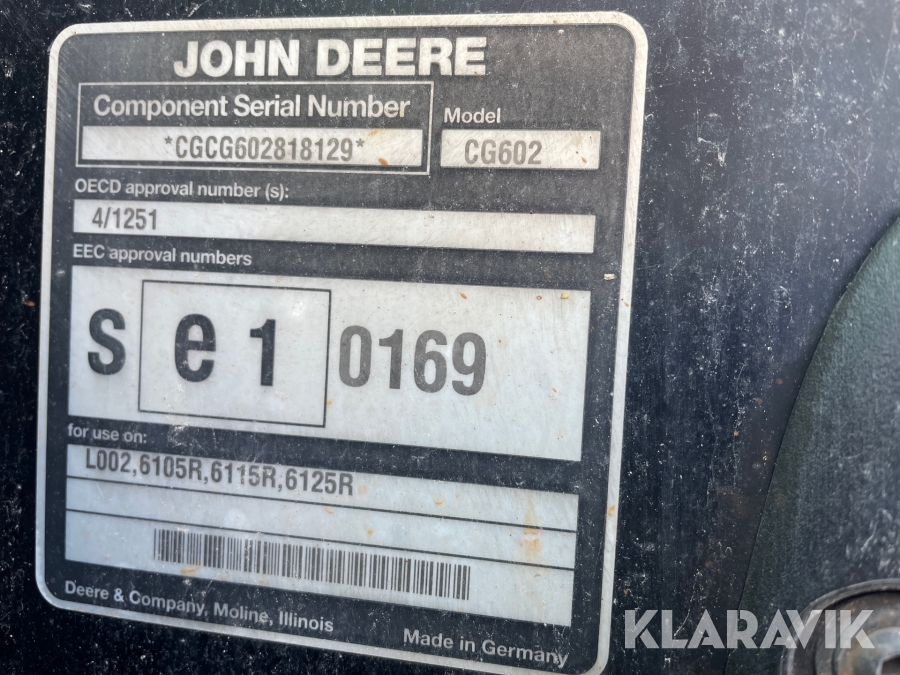 JOHN DEERE
Component Serial Number
Model
*CGCG602818129*
CG602
OECD approval number (s):
4/1251
EEC approval numbers
S e 1 0169
for use on:
L002,6105R,6115R,6125R
Deere & Company, Moline, Illinois
Made in Germany
KLARAVIK